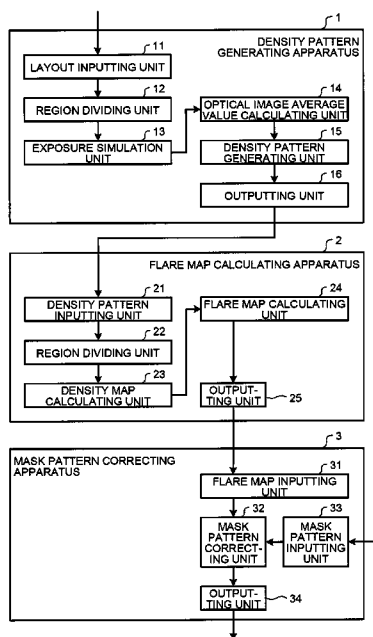 1
DENSITY PATTERN
GENERATING APPARATUS
11
LAYOUT INPUTTING UNIT
12
REGION DIVIDING UNIT
13
EXPOSURE SIMULATION
UNIT
14
OPTICAL IMAGE AVERAGE
VALUE CALCULATING UNIT
15
DENSITY PATTERN
GENERATING UNIT
16
OUTPUTTING UNIT
2
FLARE MAP CALCULATING APPARATUS
21
DENSITY PATTERN
INPUTTING UNIT
22
REGION DIVIDING UNIT
23
DENSITY MAP
CALCULATING UNIT
24
FLARE MAP CALCULATING
UNIT
OUTPUT-
TING UNIT
25
3
MASK PATTERN CORRECTING
APPARATUS
31
FLARE MAP INPUTTING
UNIT
32
MASK
PATTERN
CORRECT-
ING UNIT
33
MASK
PATTERN
INPUTTING
UNIT
OUTPUT-
TING UNIT
34